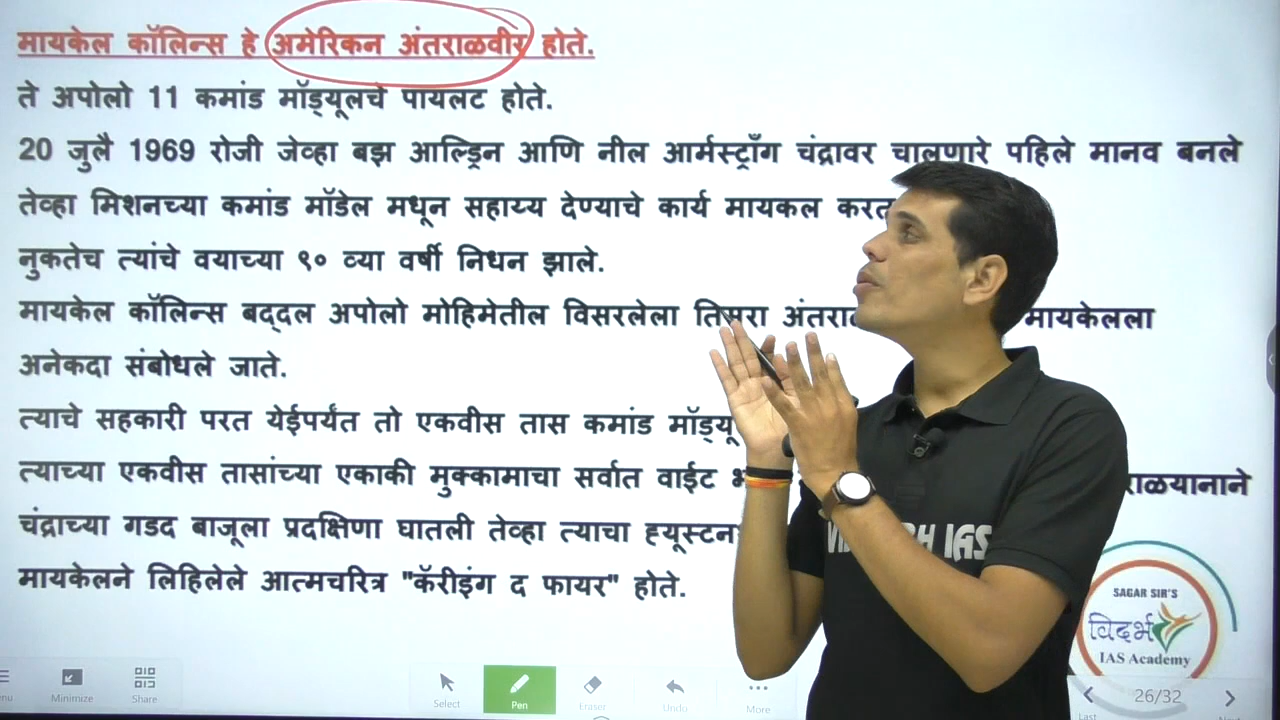 मायकेल कॉलिन्स हे अमेरिकन अंतराळवीर होते.
ते अपोलो 11 कमांड मॉड्यूलचे पायलट होते.
20 जुलै 1969 रोजी जेव्हा बझ आल्ड्रिन आणि नील आर्मस्ट्राँग चंद्रावर चालणारे पहिले मानव बनले
तेव्हा मिशनच्या कमांड मॉडेल मधून सहाय्य देण्याचे कार्य मायकल करत
नुकतेच त्यांचे वयाच्या ९० व्या वर्षी निधन झाले.
मायकेल कॉलिन्स बद्दल अपोलो मोहिमेतील विसरलेला तिसरा मायकेलला
अनेकदा संबोधले जाते.
त्याचे सहकारी परत येईपर्यंत तो एकवीस तास कमांड
त्याच्या एकवीस तासांच्या एकाकी मुक्कामाचा सर्वात वाईट
चंद्राच्या गडद बाजूला प्रदक्षिणा घातली तेव्हा त्याचा ह्यूस्टन
मायकेलने लिहिलेले आत्मचरित्र "कॅरीइंग द फायर" होते.
IAS
SAGAR SIR'S
विदर्भ
IAS Academy
Minimize
Share
Select
Pen
Eraser
Undo
More
Last
26/32